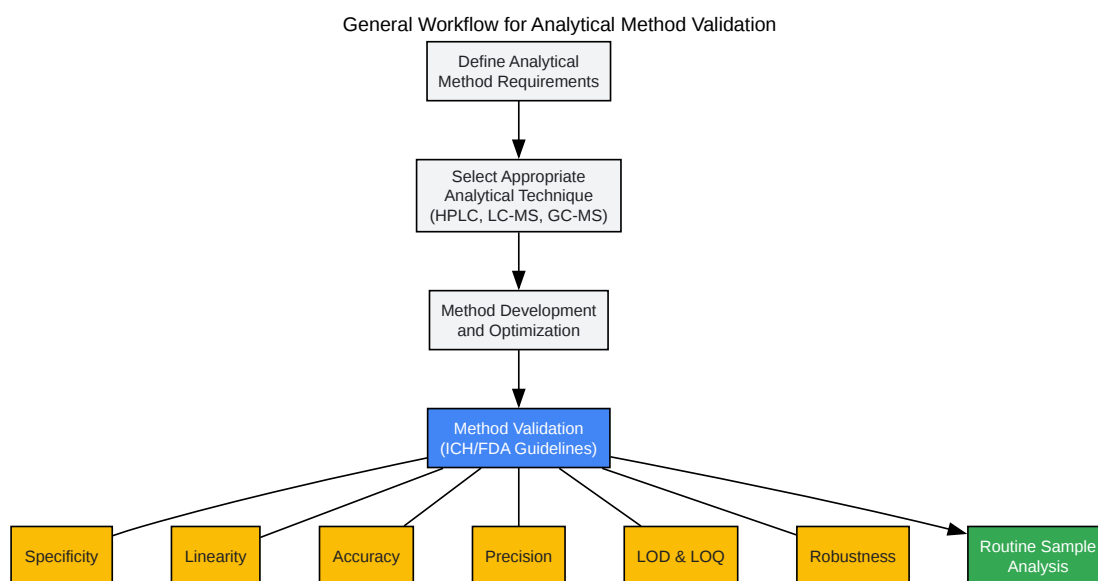 General Workflow for Analytical Method Validation
Define Analytical
Method Requirements
Select Appropriate
Analytical Technique
(HPLC, LC-MS, GC-MS)
Method Development
and Optimization
Method Validation
(ICH/FDA Guidelines)
Specificity
Linearity
Accuracy
Precision
LOD & LOQ
Robustness
Routine Sample
Analysis